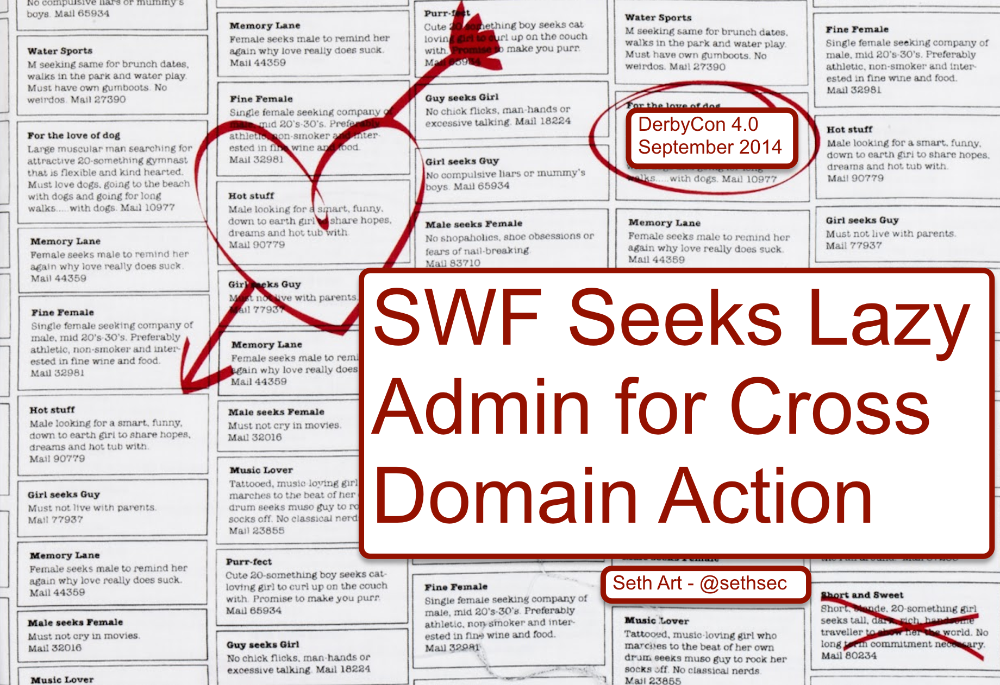 No compulsive liars or mummy's
boys. Mail 65934
Water Sports
M seeking same for brunch dates,
walks in the park and water play.
Must have own gumboots. No
weirdos. Mail 27390
For the love of dog
Large muscular man searching for
attractive 20-something gymnast
that is flexible and kind hearted.
Must love dogs, going to the beach
with dogs and going for long
walks.....with dogs. Mail 10977
Memory Lane
Female seeks male to remind her
again why love really does suck.
Mail 44359
Fine Female
Single female seeking company of
male, mid 20's-30's. Preferably
athletic, non-smoker and inter-
ested in fine wine and food.
Mail 32981
Hot stuff
Male looking for a smart, funny,
down to earth girl to share hopes,
dreams and hot tub with.
Mail 90779
Girl seeks Guy
Must not live with parents.
Mail 77937
Memory Lane
Female seeks male to remind her
again why love really does suck.
Mail 44359
Male seeks Female
Must not cry in movies.
Mail 32016
Music Lover
Memory Lane
Female seeks male to remind her
again why love really does suck.
Mail 44359
Fine Female
Single female seeking company of
male, mid 20's-30's. Preferably
athletic, non-smoker and inter-
ested in fine wine and food.
Mail 32981
Hot stuff
Male looking for a smart, funny,
down to earth girl to share hopes,
dreams and hot tub with.
Mail 90779
Girl seeks Guy
Must not live with parents.
Mail 77937
Memory Lane
Female seeks male to remi
again why love really does
Mail 44359
Male seeks Female
Must not cry in movies.
Mail 32016
Music Lover
Tattooed, music-loving girl
marches to the beat of her
drum seeks muso guy to ro
socks off. No classical nerd
Mail 23855
Purr-fect
Cute 20-something boy seeks cat-
loving girl to curl up on the couch
with. Promise to make you purr.
Mail 65934
Guy seeks Girl
No chick flicks, man-hands or
excessive talking. Mail 18224
Purr-fect
Cute 20-something boy seeks cat
loving girl to curl up on the couch
with. Promise to make you purr.
Mail 65934
Guy seeks Girl
No chick flicks, man-hands or
excessive talking. Mail 18224
Girl seeks Guy
No compulsive liars or mummy's
boys. Mail 65934
Male seeks Female
No shopaholics, shoe obsessions or
fears of nail-breaking.
Mail 83710
Water Sports
M seeking same for brunch dates,
walks in the park and water play.
Must have own gumboots. No
weirdos. Mail 27390
For the love of dog
DerbyCon 4.0
September 2014
walks.....with dogs. Mail 10977
Memory Lane
Female seeks male to remind her
again why love really does suck.
Mail 44359
Fine Female
Single female seeking company of
male, mid 20's-30's. Preferably
athletic, non-smoker and inter-
ested in fine wine and food.
Mail 32981
Hot stuff
Male looking for a smart, funny,
down to earth girl to share hopes,
dreams and hot tub with.
Mail 90779
Girl seeks Guy
Must not live with parents.
Mail 77937
SWF Seeks Lazy
Admin for Cross
Domain Action
Seth Art - @sethsec
Fine Female
Single female seeking company of
male, mid 20's-30's. Preferably
athletic, non-smoker and inter-
ested in fine wine and food.
Mail 32981
Music Lover
Tattooed, music-loving girl who
marches to the beat of her own
drum seeks muso guy to rock her
socks off. No classical nerds.
Mail 23855
Short and Sweet
Short, blonde, 20-something girl
seeks tall, dark, rich, handsome
traveller to show her the world. No
long term commitment necessary.
Mail 80234